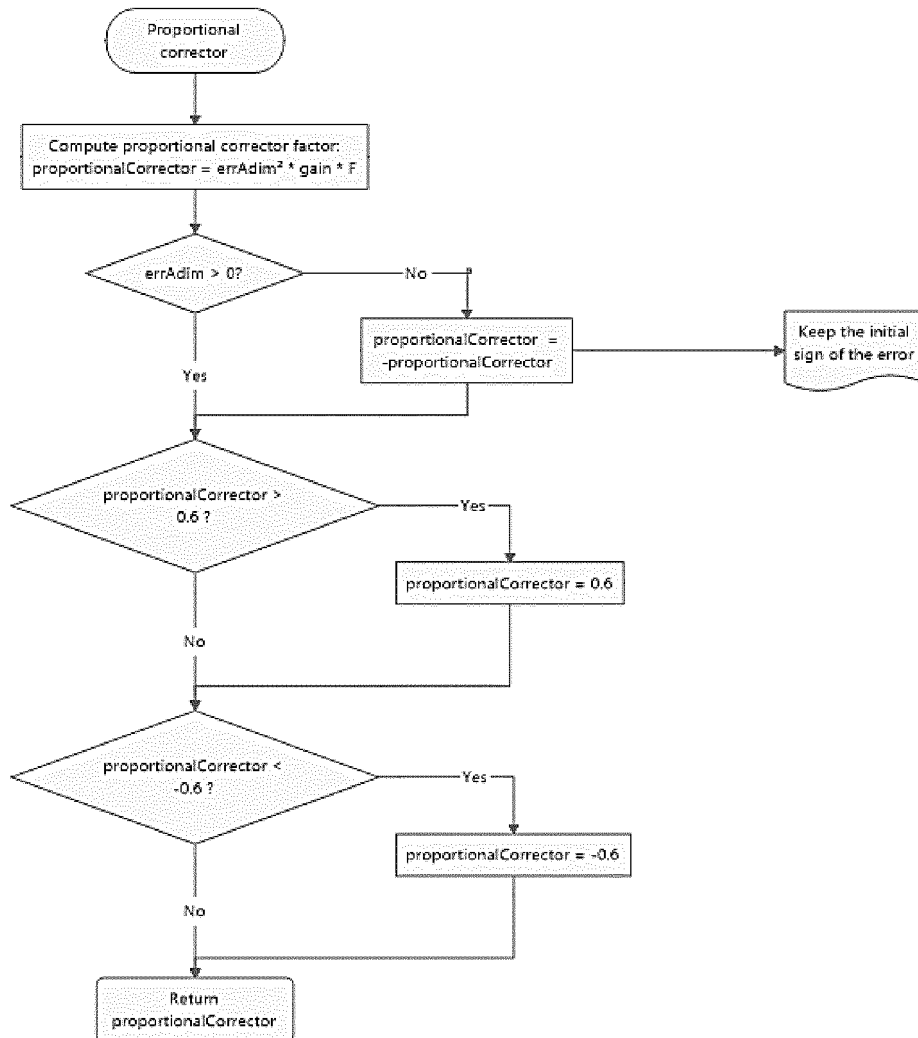 Proportional
corrector
Compute proportional corrector factor:
proportionalCorrector = errAdim² * gain * F
errAdim > 0?
No
proportionalCorrector =
-proportionalCorrector
Keep the initial
sign of the error
Yes
proportionalCorrector >
0.6 ?
Yes
proportionalCorrector = 0.6
No
proportionalCorrector <
-0.6 ?
Yes
proportionalCorrector = -0.6
No
Return
proportionalCorrector